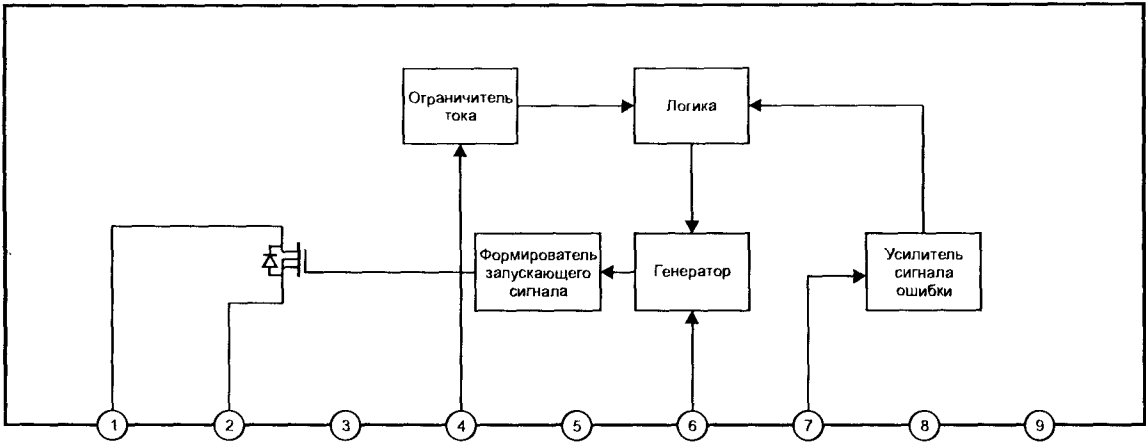 Ограничитель
тока
Логика
Формирователь
запускающего
сигнала
Генератор
Усилитель
сигнала
ошибки
1 2 3 4 5 6 7 8 9